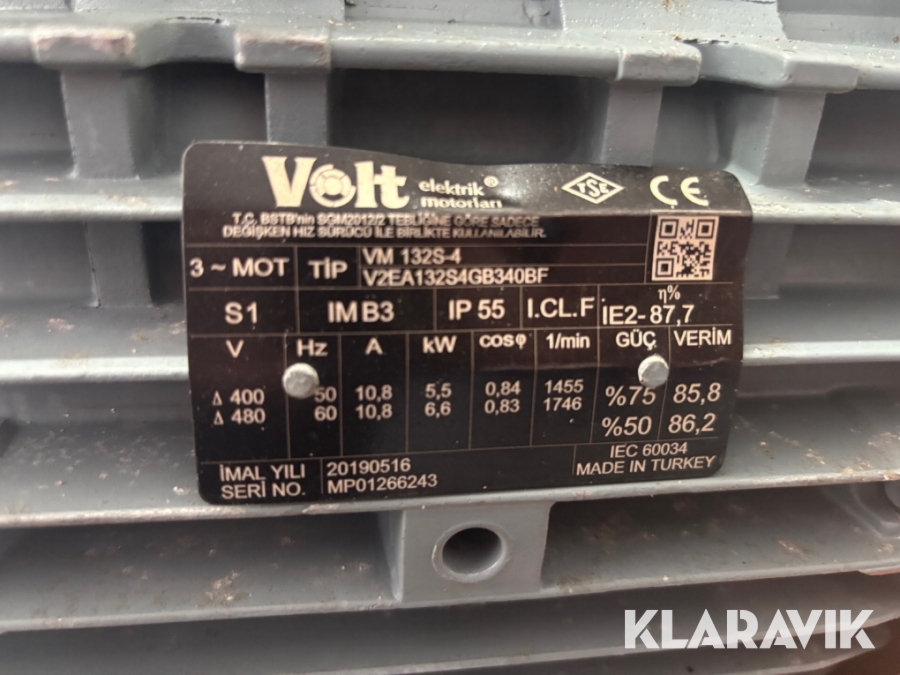 Volt elektrik® motorları
TSE CE
T.C. BSTB'nin SGM2012/2 TEBLİĞİNE GÖRE SADECE
DEĞİŞKEN HIZ SÜRÜCÜ İLE BİRLİKTE KULLANILABİLİR.
3 ~ MOT TİP VM 132S-4
V2EA132S4GB340BF
S1 IM B3 IP 55 I.CL.F IE2- 87,7 η%
V Hz A kW cosφ 1/min GÜÇ VERİM
Δ 400 50 10,8 5,5 0,84 1455 %75 85,8
Δ 480 60 10,8 6,6 0,83 1746 %50 86,2
İMAL YILI 20190516
SERİ NO. MP01266243
IEC 60034
MADE IN TURKEY
KLARAVIK